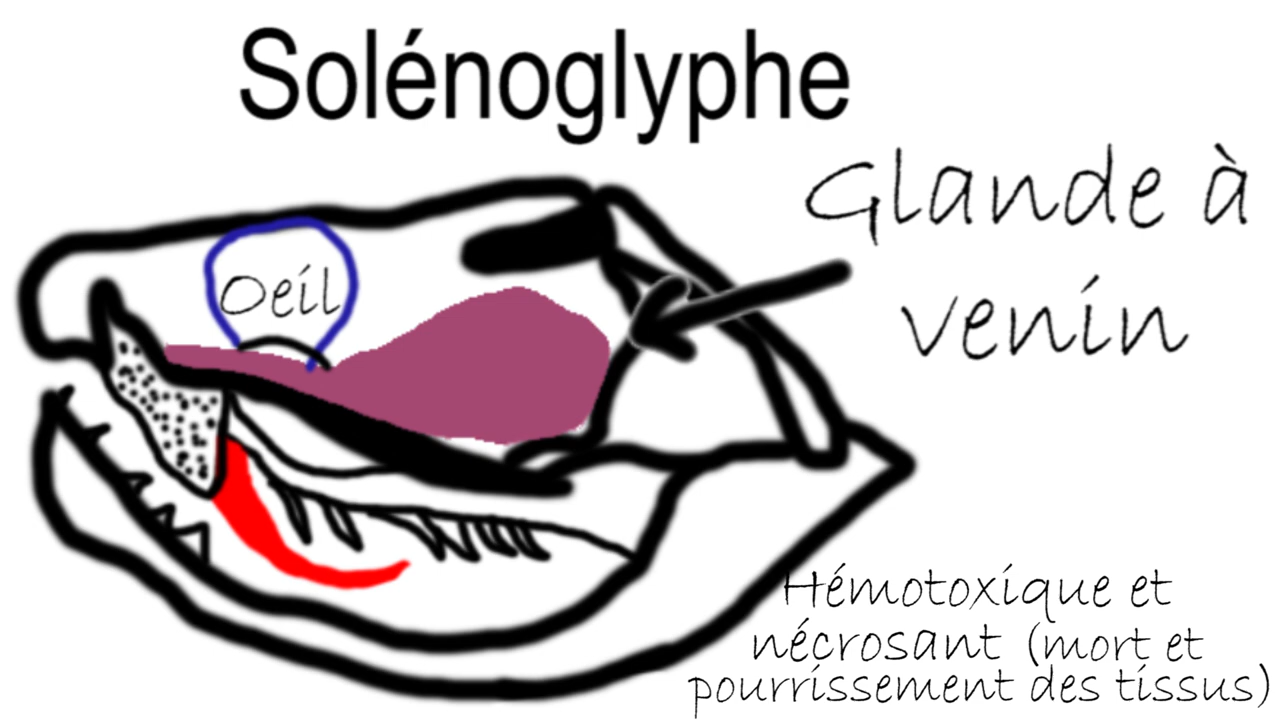 Solénoglyphe
Glande à
venin
Oeil
Hémotoxique et
nécrosant (mort et
pourrissement des tissus)